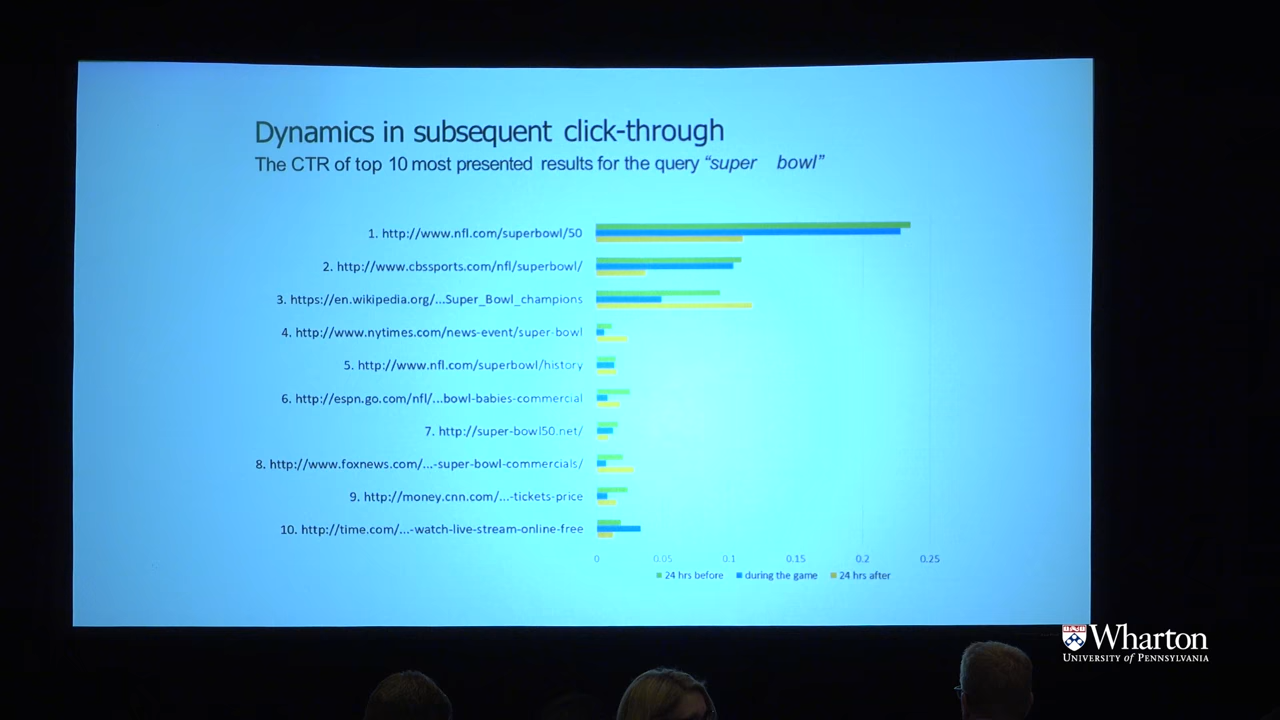 Dynamics in subsequent click-through
The CTR of top 10 most presented results for the query “super bowl”
1. http://www.nfl.com/superbowl/50
2. http://www.cbssports.com/nfl/superbowl/
3. https://en.wikipedia.org/...Super_Bowl_champions
4. http://www.nytimes.com/news-event/super-bowl
5. http://www.nfl.com/superbowl/history
6. http://espn.go.com/nfl/...bowl-babies-commercial
7. http://super-bowl50.net/
8. http://www.foxnews.com/...-super-bowl-commercials/
9. http://money.cnn.com/...-tickets-price
10. http://time.com/...-watch-live-stream-online-free
0 0.05 0.1 0.15 0.2 0.25
24 hrs before during the game 24 hrs after
Wharton
UNIVERSITY of PENNSYLVANIA